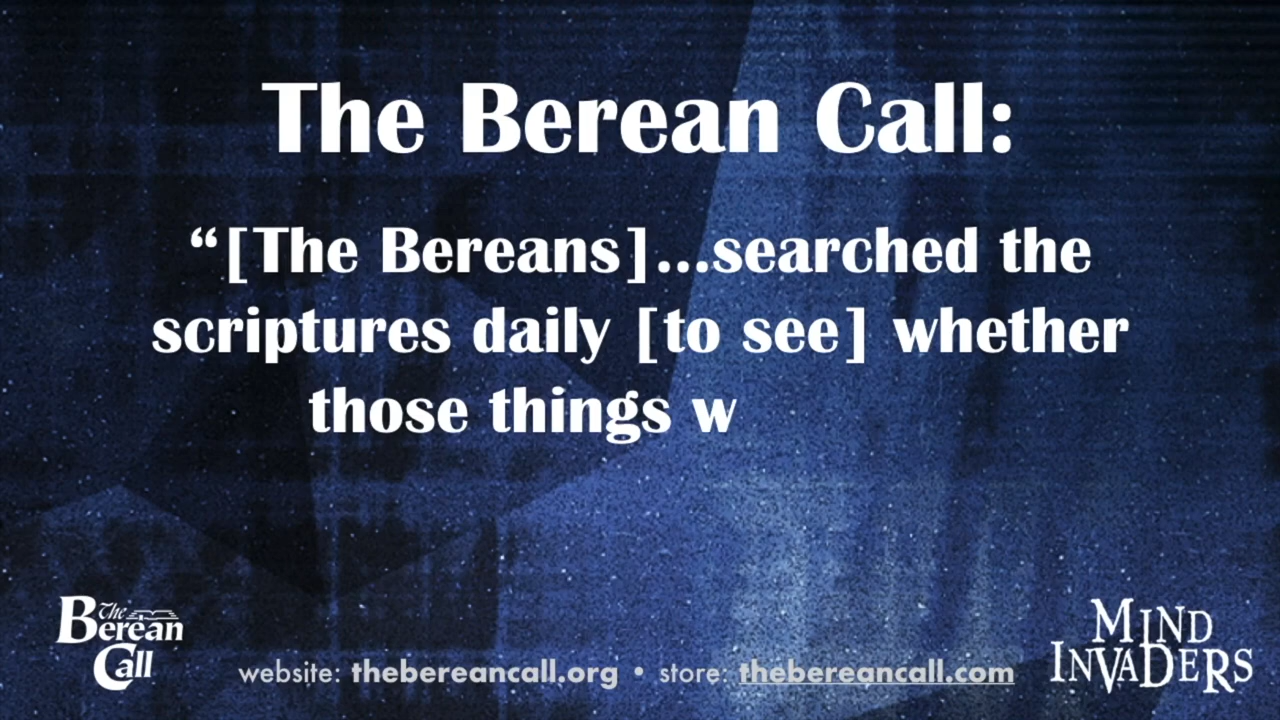 The Berean Call:
“[The Bereans]...searched the
scriptures daily [to see] whether
those things w
The Berean Call
website: thebereancall.org • store: thebereancall.com
MIND INVADERS